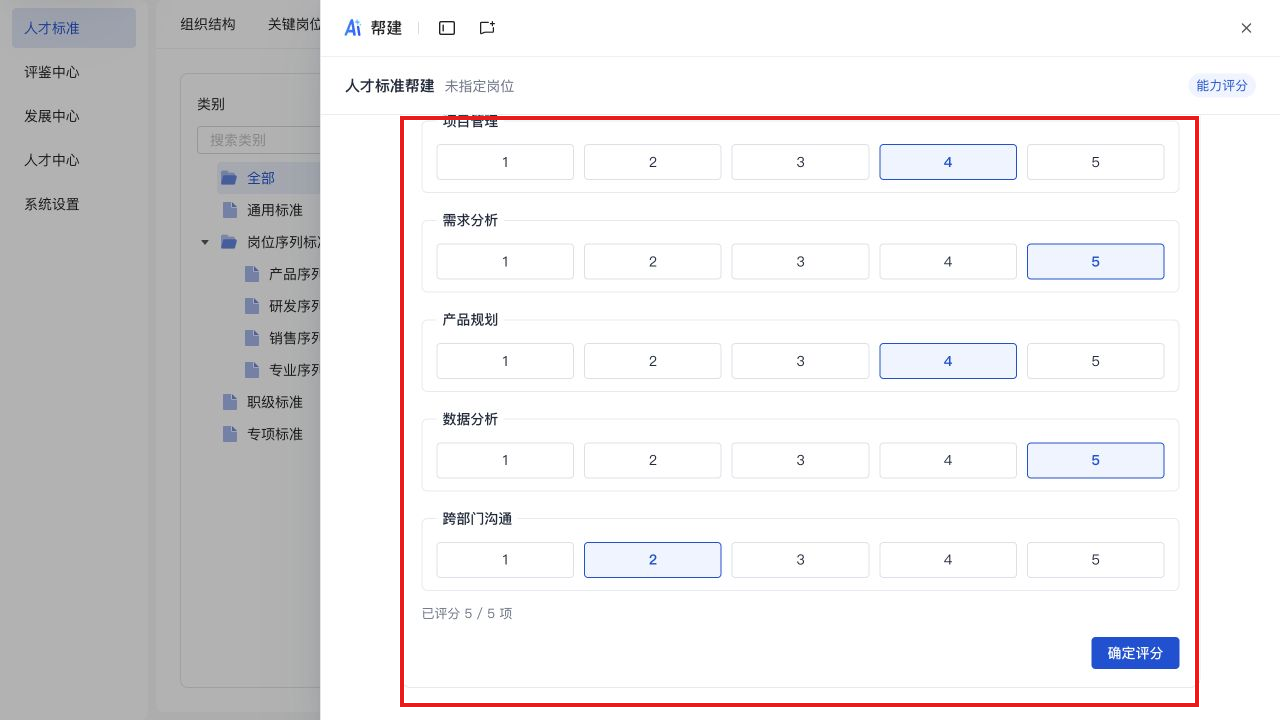 人才标准
评鉴中心
发展中心
人才中心
系统设置
组织结构
关键岗位
类别
搜索类别
全部
通用标准
岗位序列标准
产品序列
研发序列
销售序列
专业序列
职级标准
专项标准
Ai 帮建
人才标准帮建 未指定岗位
能力评分
项目管理
1 2 3 4 5
需求分析
1 2 3 4 5
产品规划
1 2 3 4 5
数据分析
1 2 3 4 5
跨部门沟通
1 2 3 4 5
已评分 5 / 5 项
确定评分